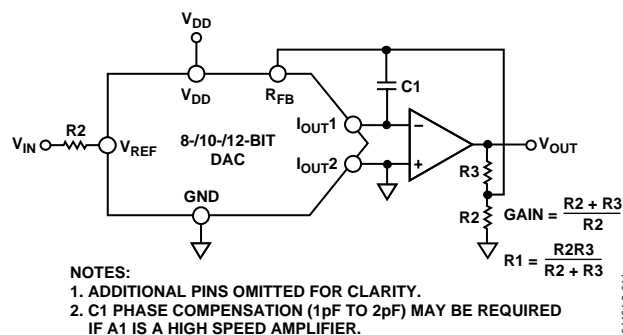 VDD
VDD
RFB
C1
IOUT1
VIN
R2
VREF
8-/10-/12-BIT
DAC
IOUT2
GND
VOUT
R3
R2
GAIN = R2 + R3
R2
R1 = R2R3
R2 + R3
NOTES:
1. ADDITIONAL PINS OMITTED FOR CLARITY.
2. C1 PHASE COMPENSATION (1pF TO 2pF) MAY BE REQUIRED
IF A1 IS A HIGH SPEED AMPLIFIER.